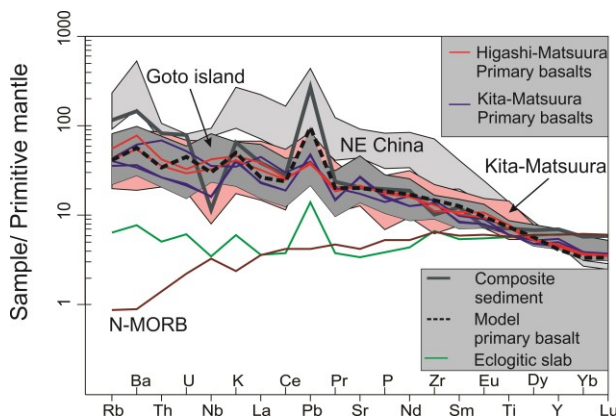 Sample/ Primitive mantle
1000
100
10
1
Higashi-Matsuura
Primary basalts
Kita-Matsuura
Primary basalts
Goto island
NE China
Kita-Matsuura
N-MORB
Composite
sediment
Model
primary basalt
Eclogitic slab
Ba U K Ce Pr P Zr Eu Dy Yb
Rb Th Nb La Pb Sr Nd Sm Ti Y Lu